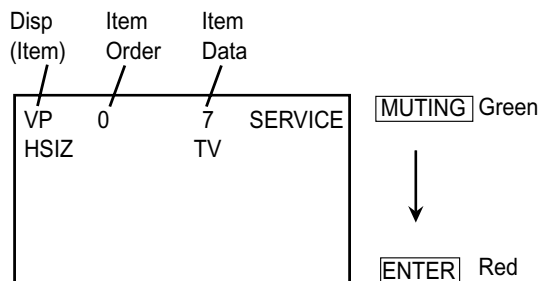 Disp Item Item
(Item) Order Data
VP 0 7 SERVICE
HSIZ TV
MUTING Green
ENTER Red